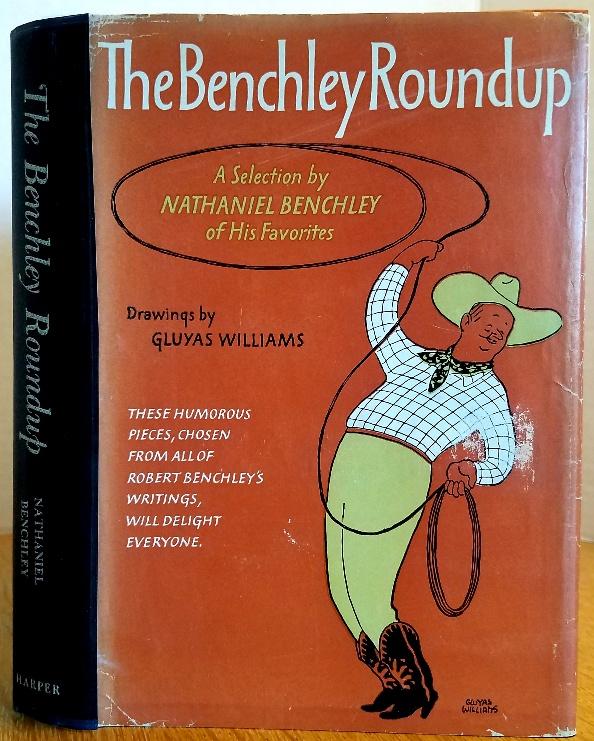 The Benchley Roundup
A Selection by
NATHANIEL BENCHLEY
of His Favorites
Drawings by
GLUYAS WILLIAMS
THESE HUMOROUS
PIECES, CHOSEN
FROM ALL OF
ROBERT BENCHLEY'S
WRITINGS,
WILL DELIGHT
EVERYONE.
GLUYAS
WILLIAMS
The Benchley Roundup
NATHANIEL
BENCHLEY
HARPER